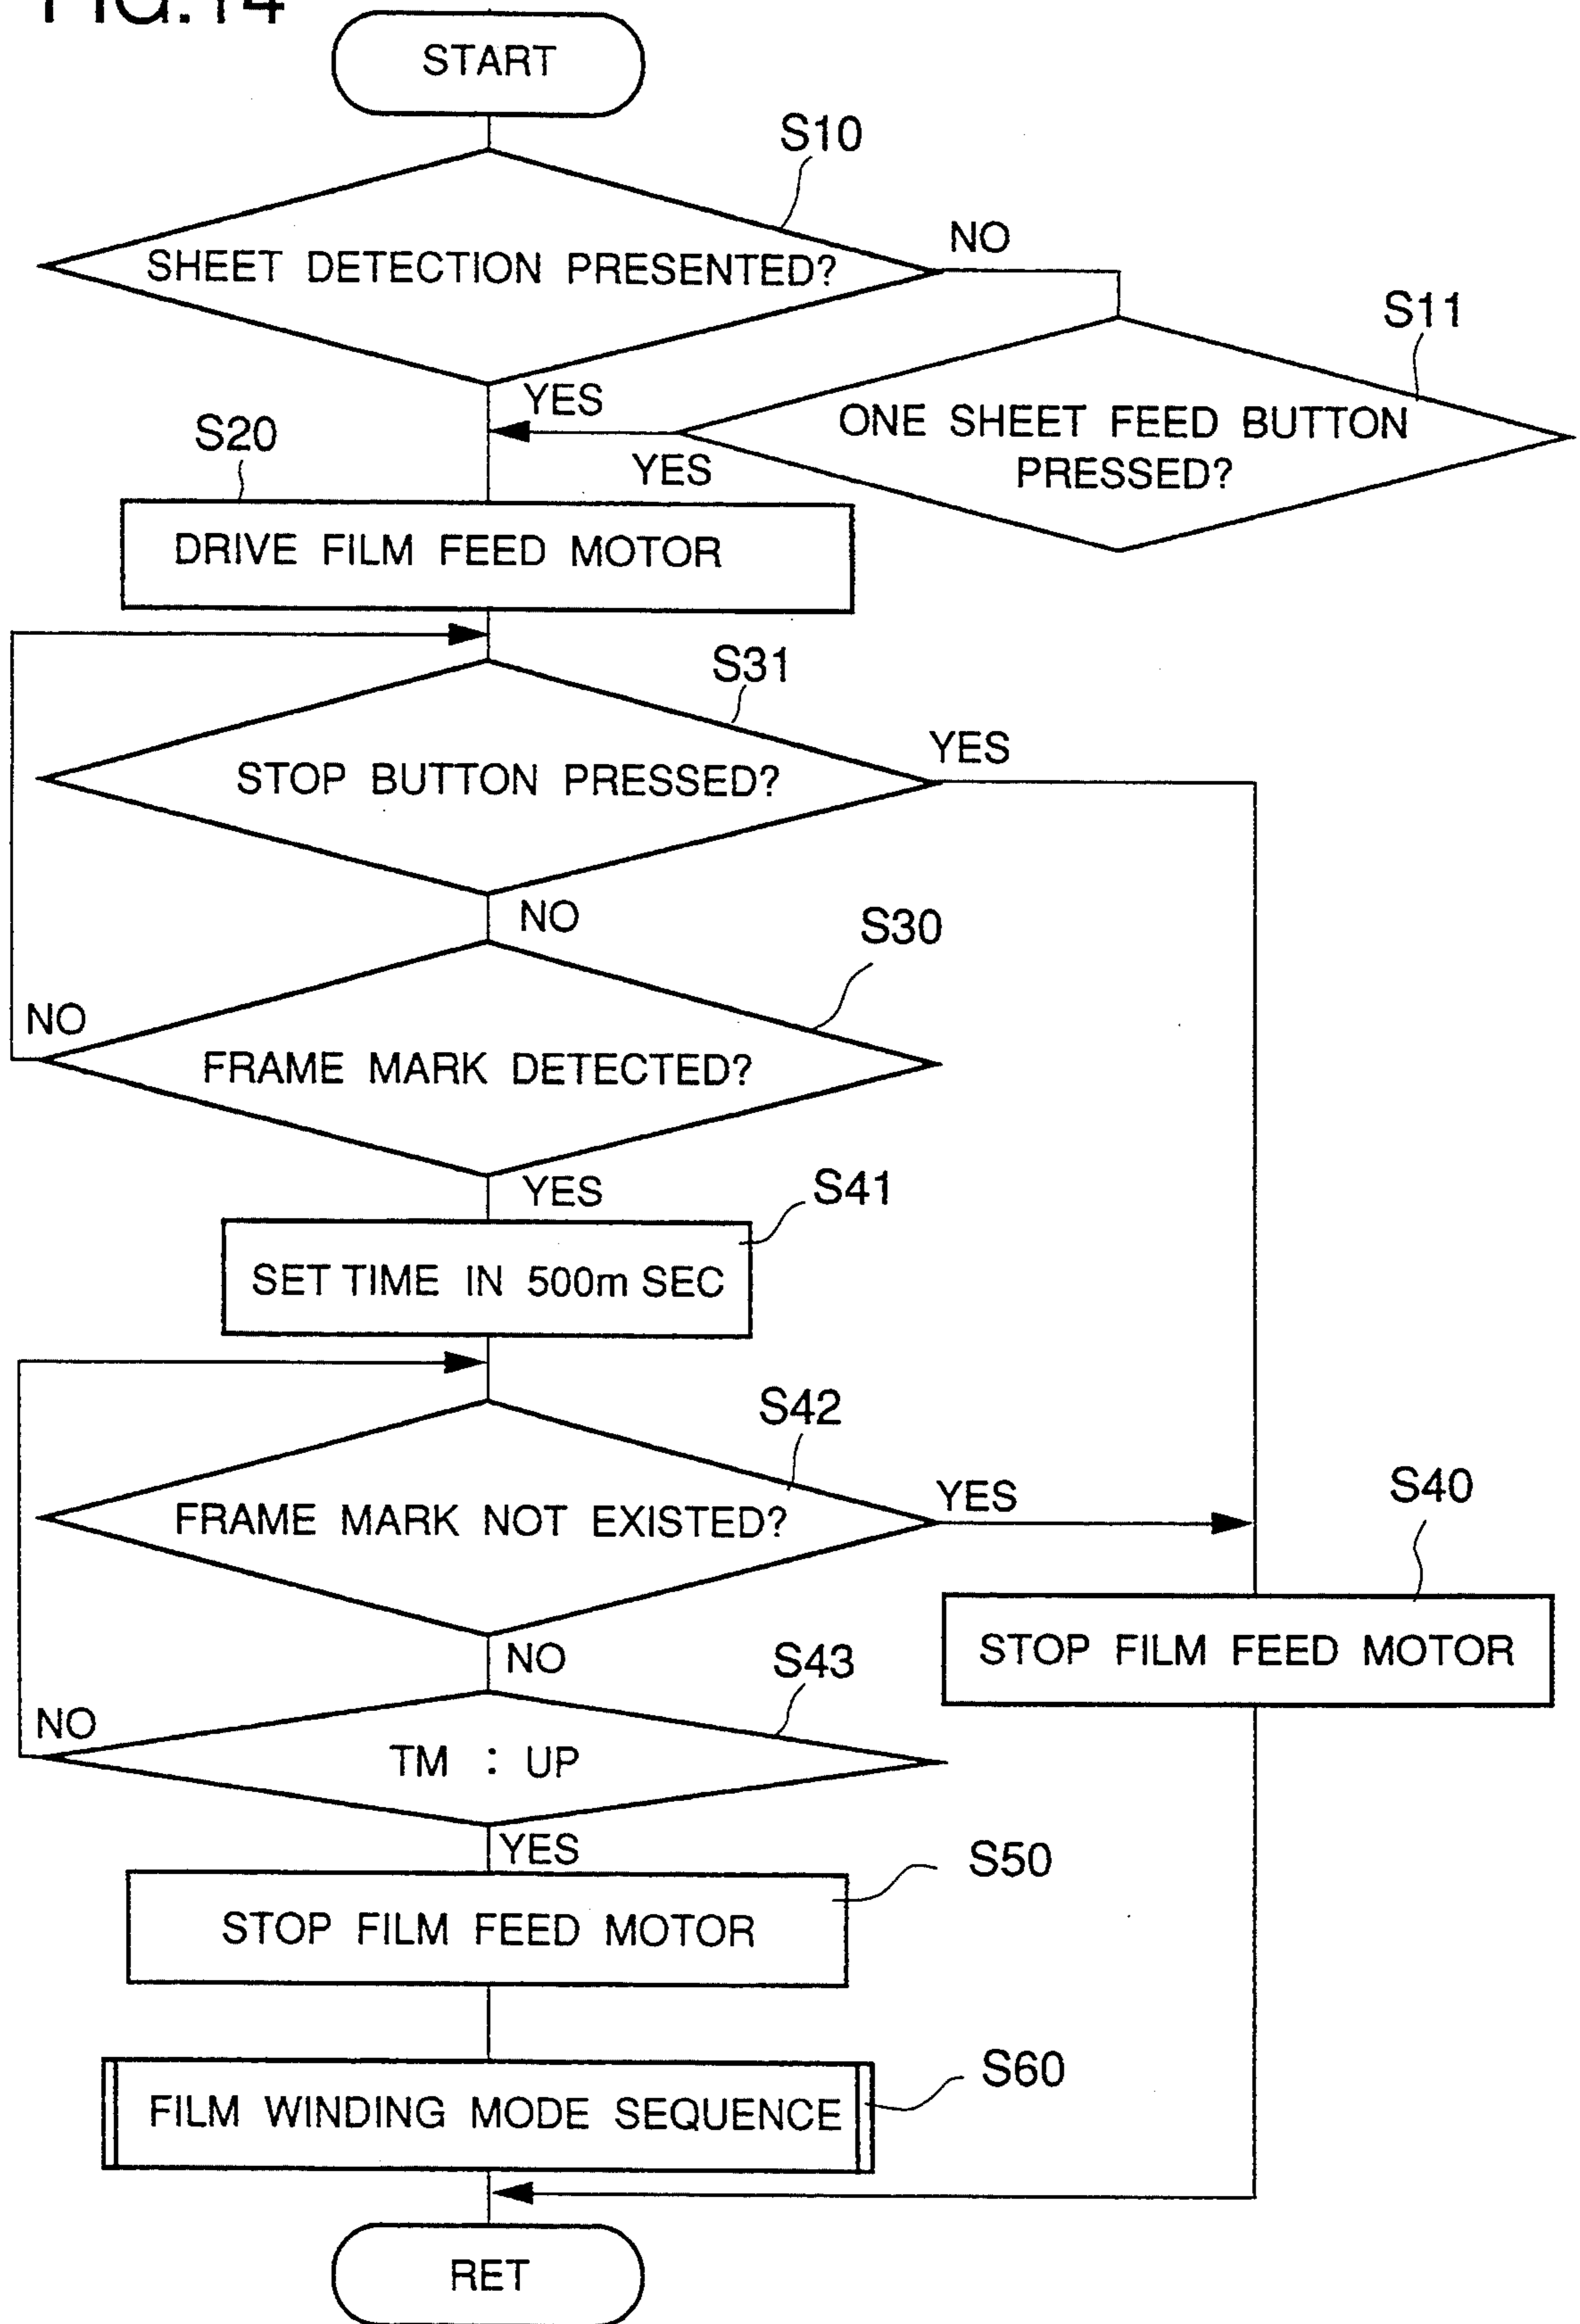 FIG.14
START
S10
SHEET DETECTION PRESENTED?
NO
S11
ONE SHEET FEED BUTTON
PRESSED?
YES
YES
S20
DRIVE FILM FEED MOTOR
S31
STOP BUTTON PRESSED?
YES
NO
S30
FRAME MARK DETECTED?
NO
YES
S41
SET TIME IN 500m SEC
S42
FRAME MARK NOT EXISTED?
YES
S40
STOP FILM FEED MOTOR
NO
S43
NO
TM : UP
YES
S50
STOP FILM FEED MOTOR
S60
FILM WINDING MODE SEQUENCE
RET